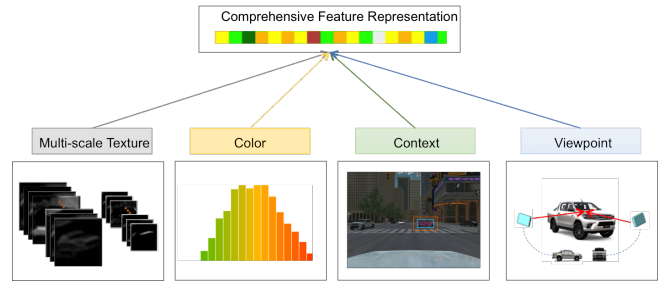 Comprehensive Feature Representation
Multi-scale Texture
Color
Context
Viewpoint